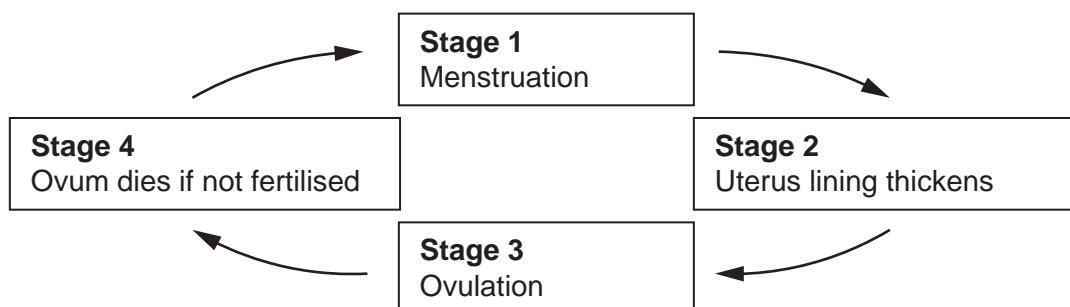 Stage 1
Menstruation
Stage 2
Uterus lining thickens
Stage 3
Ovulation
Stage 4
Ovum dies if not fertilised